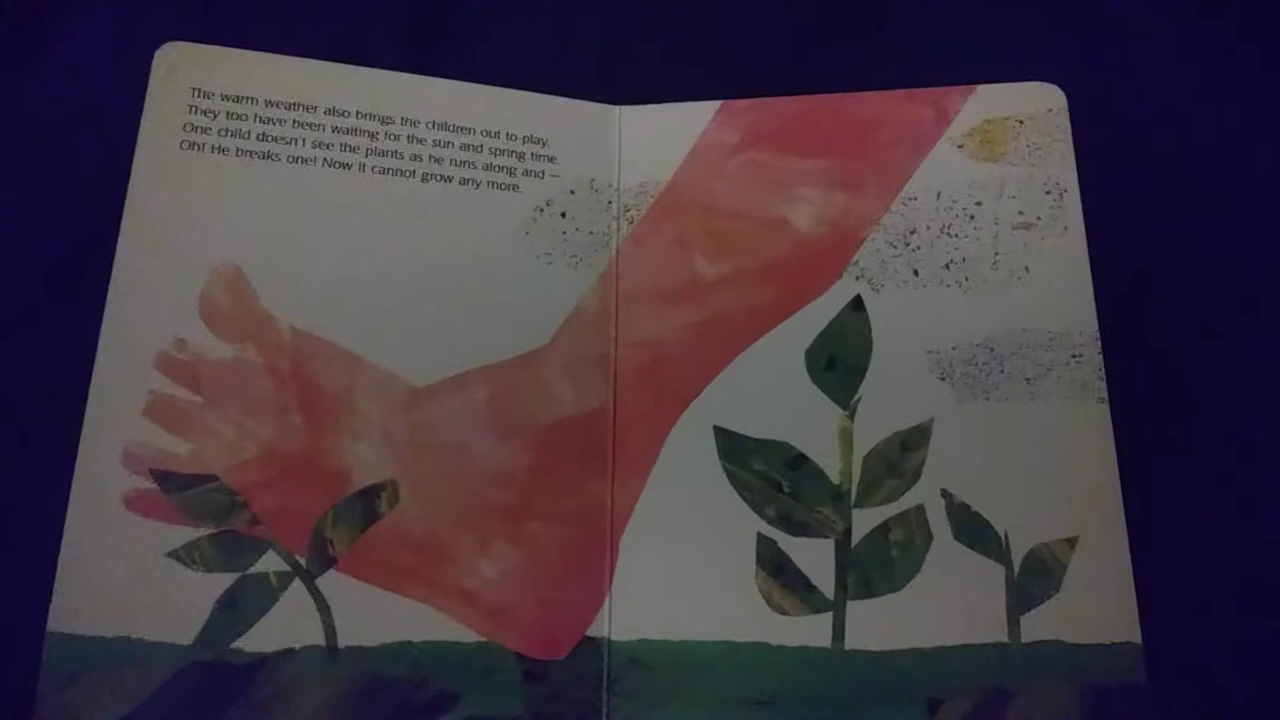 The warm weather also brings the children out to play.
They too have been waiting for the sun and spring time.
One child doesn't see the plants as he runs along and —
Oh! He breaks one! Now it cannot grow any more.